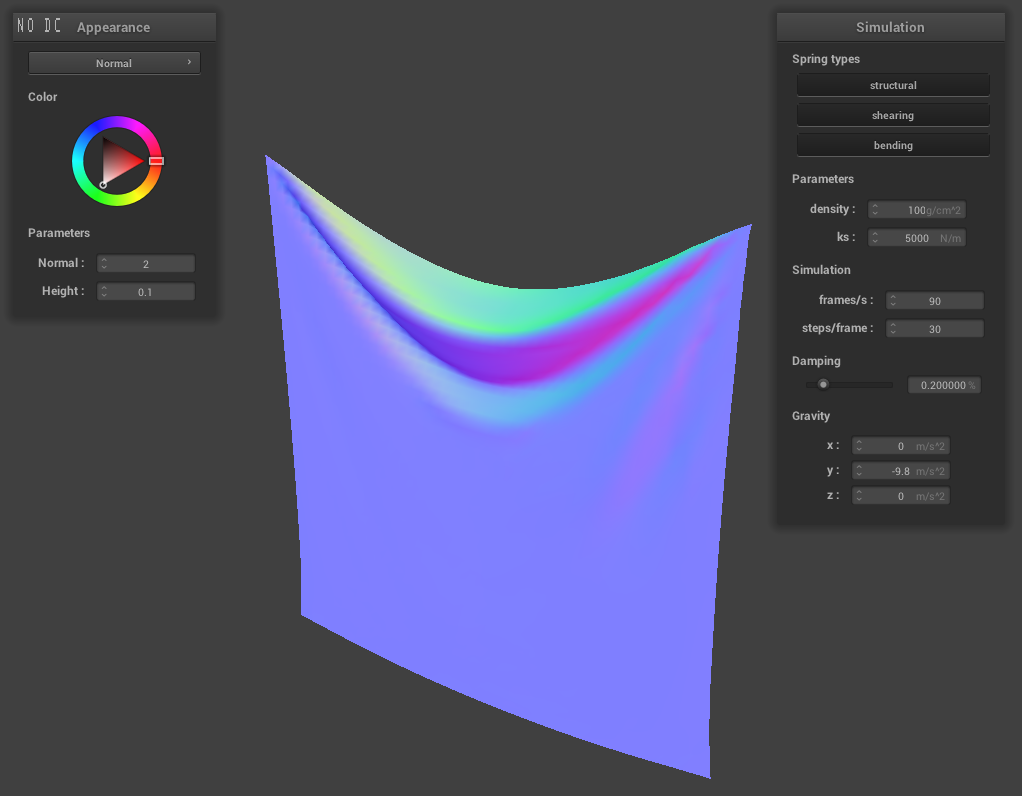 NO DC Appearance
Normal
Color
Parameters
Normal : 2
Height : 0.1
Simulation
Spring types
structural
shearing
bending
Parameters
density : 100 g/cm^2
ks : 5000 N/m
Simulation
frames/s : 90
steps/frame : 30
Damping
0.200000 %
Gravity
x : 0 m/s^2
y : -9.8 m/s^2
z : 0 m/s^2